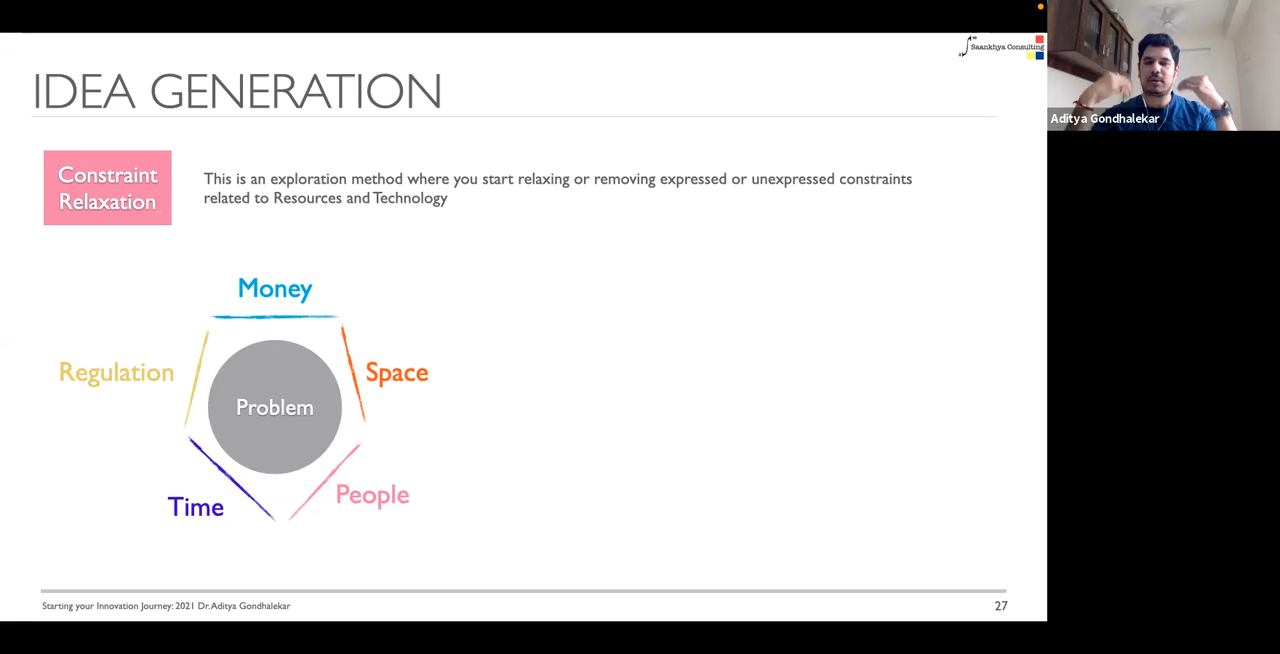 Saankhya Consulting
Aditya Gondhalekar
IDEA GENERATION
Constraint
Relaxation
This is an exploration method where you start relaxing or removing expressed or unexpressed constraints
related to Resources and Technology
Money
Regulation
Space
Problem
People
Time
Starting your Innovation Journey: 2021 Dr. Aditya Gondhalekar
27